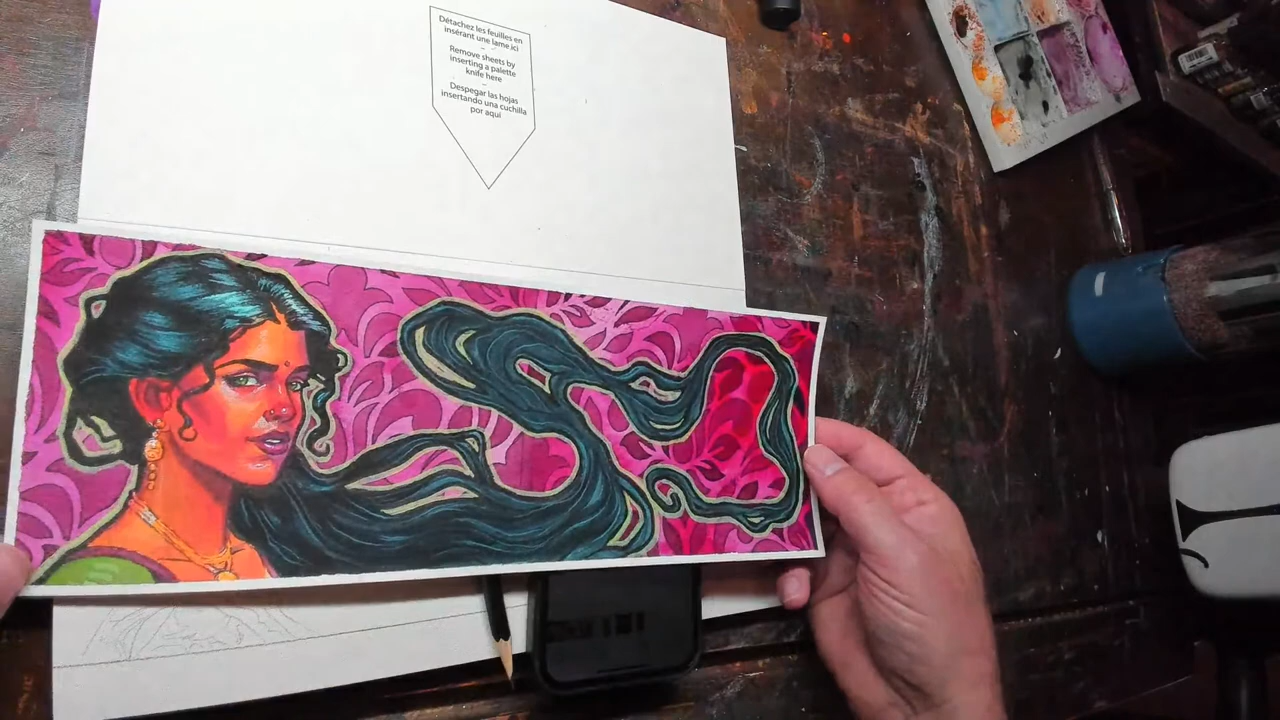 Détachez les feuilles en
insérant une lame ici
–
Remove sheets by
inserting a palette
knife here
–
Despegar las hojas
insertando una cuchilla
por aquí